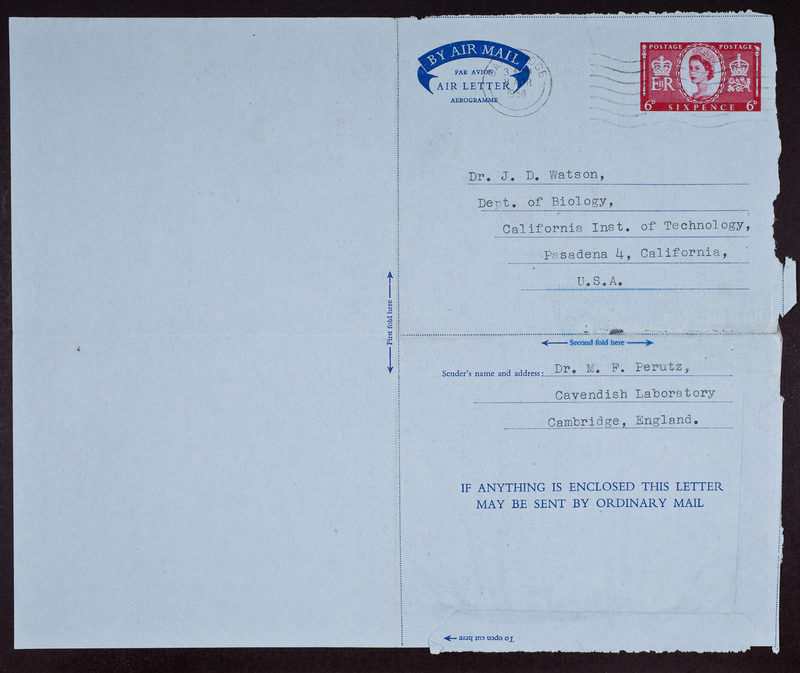 BY AIR MAIL
PAR AVION
AIR LETTER
AEROGRAMME
1954
POSTAGE POSTAGE
E II R
6D SIXPENCE 6D
Dr. J. D. Watson,
Dept. of Biology,
California Inst. of Technology,
Pasadena 4, California,
U.S.A.
First fold here
Second fold here
Sender's name and address: Dr. M. F. Perutz,
Cavendish Laboratory
Cambridge, England.
IF ANYTHING IS ENCLOSED THIS LETTER
MAY BE SENT BY ORDINARY MAIL
To open cut here